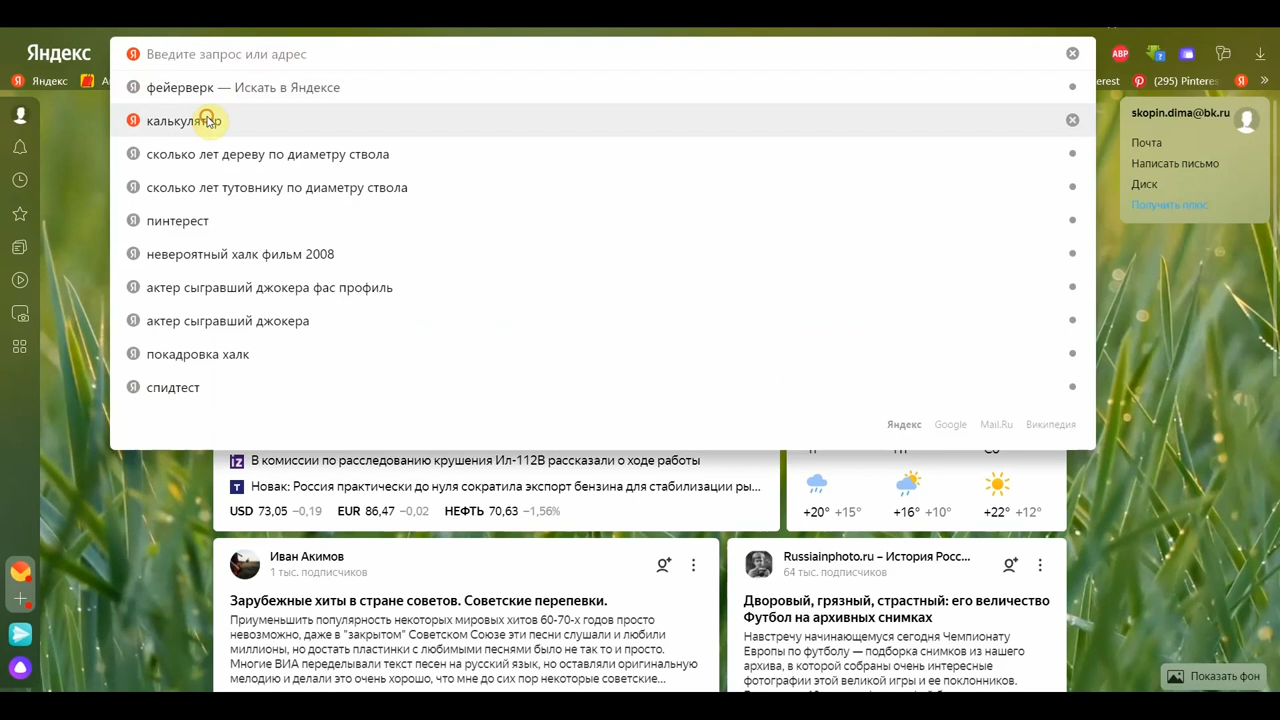 Яндекс
Введите запрос или адрес
ABP
?
Я Яндекс
erest
(295) Pinteres
Я
»
фейерверк — Искать в Яндексе
калькулятор
сколько лет дереву по диаметру ствола
сколько лет тутовнику по диаметру ствола
пинтерест
невероятный халк фильм 2008
актер сыгравший джокера фас профиль
актер сыгравший джокера
покадровка халк
спидтест
Яндекс Google Mail.Ru Википедия
skopin.dima@bk.ru
Почта
Написать письмо
Диск
Получить плюс
iz В комиссии по расследованию крушения Ил-112В рассказали о ходе работы
Т Новак: Россия практически до нуля сократила экспорт бензина для стабилизации ры...
USD 73,05 −0,19 EUR 86,47 −0,02 НЕФТЬ 70,63 −1,56%
+20° +15° +16° +10° +22° +12°
Иван Акимов
1 тыс. подписчиков
Зарубежные хиты в стране советов. Советские перепевки.
Приуменьшить популярность некоторых мировых хитов 60-70-х годов просто
невозможно, даже в "закрытом" Советском Союзе эти песни слушали и любили
миллионы, но достать пластинки с любимыми песнями было не так то и просто.
Многие ВИА переделывали текст песен на русский язык, но оставляли оригинальную
мелодию и делали это очень хорошо, что мне до сих пор некоторые советские...
Russiainphoto.ru – История Росс...
64 тыс. подписчиков
Дворовый, грязный, страстный: его величество
Футбол на архивных снимках
Навстречу начинающемуся сегодня Чемпионату
Европы по футболу — подборка снимков из нашего
архива, в которой собраны очень интересные
фотографии этой великой игры и ее поклонников.
Показать фон